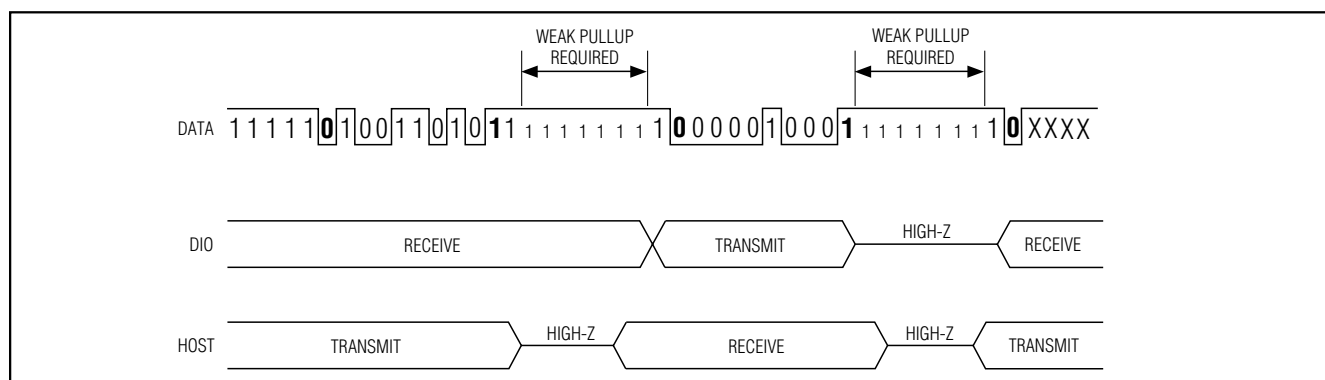 WEAK PULLUP
REQUIRED
WEAK PULLUP
REQUIRED
DATA 1 1 1 1 1 0 1 0 0 1 1 0 1 0 1 1 1 1 1 1 1 1 1 1 0 0 0 0 0 1 0 0 0 1 1 1 1 1 1 1 1 1 0 X X X X
DIO RECEIVE TRANSMIT HIGH-Z RECEIVE
HOST TRANSMIT HIGH-Z RECEIVE HIGH-Z TRANSMIT